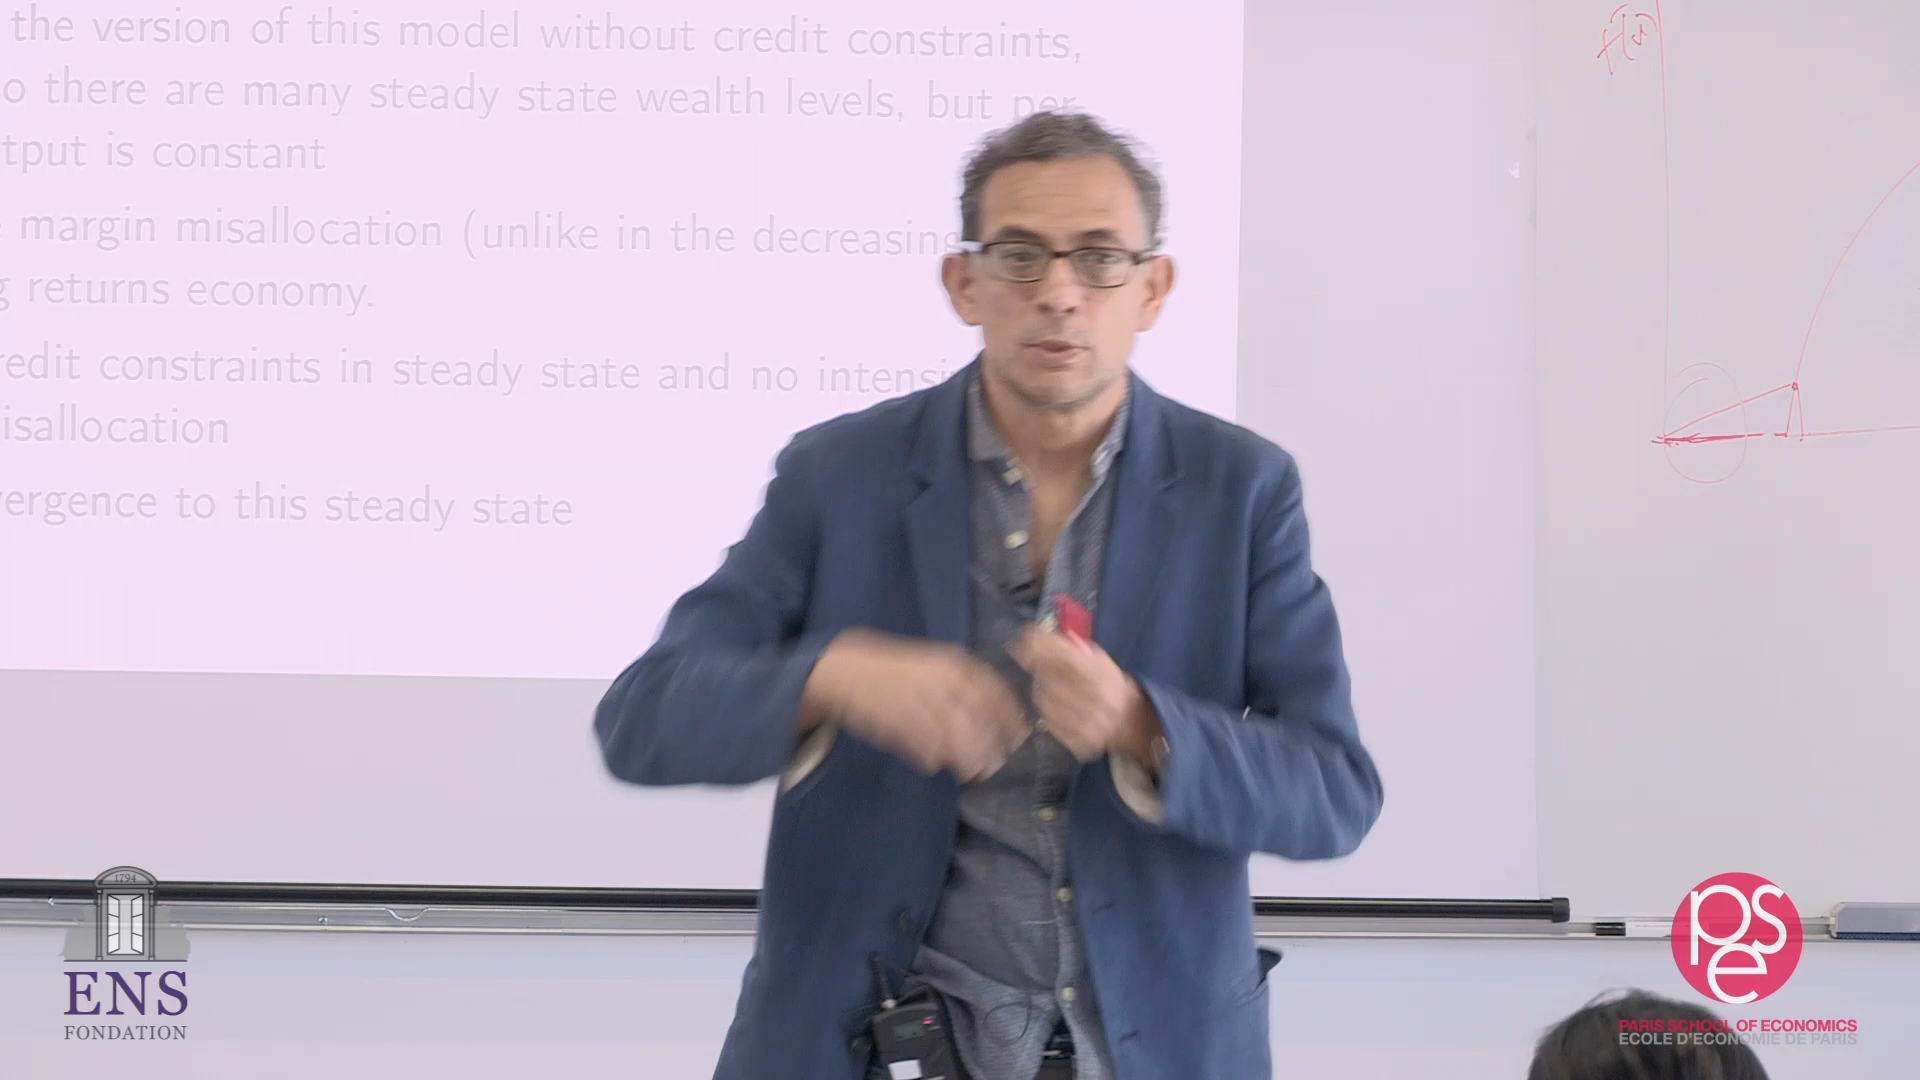 the version of this model without credit constraints,
o there are many steady state wealth levels, but per
tput is constant
margin misallocation (unlike in the decreasing
g returns economy.
redit constraints in steady state and no intensi
isallocation
vergence to this steady state
f(x)
1794
ENS
FONDATION
pse
PARIS SCHOOL OF ECONOMICS
ECOLE D'ECONOMIE DE PARIS